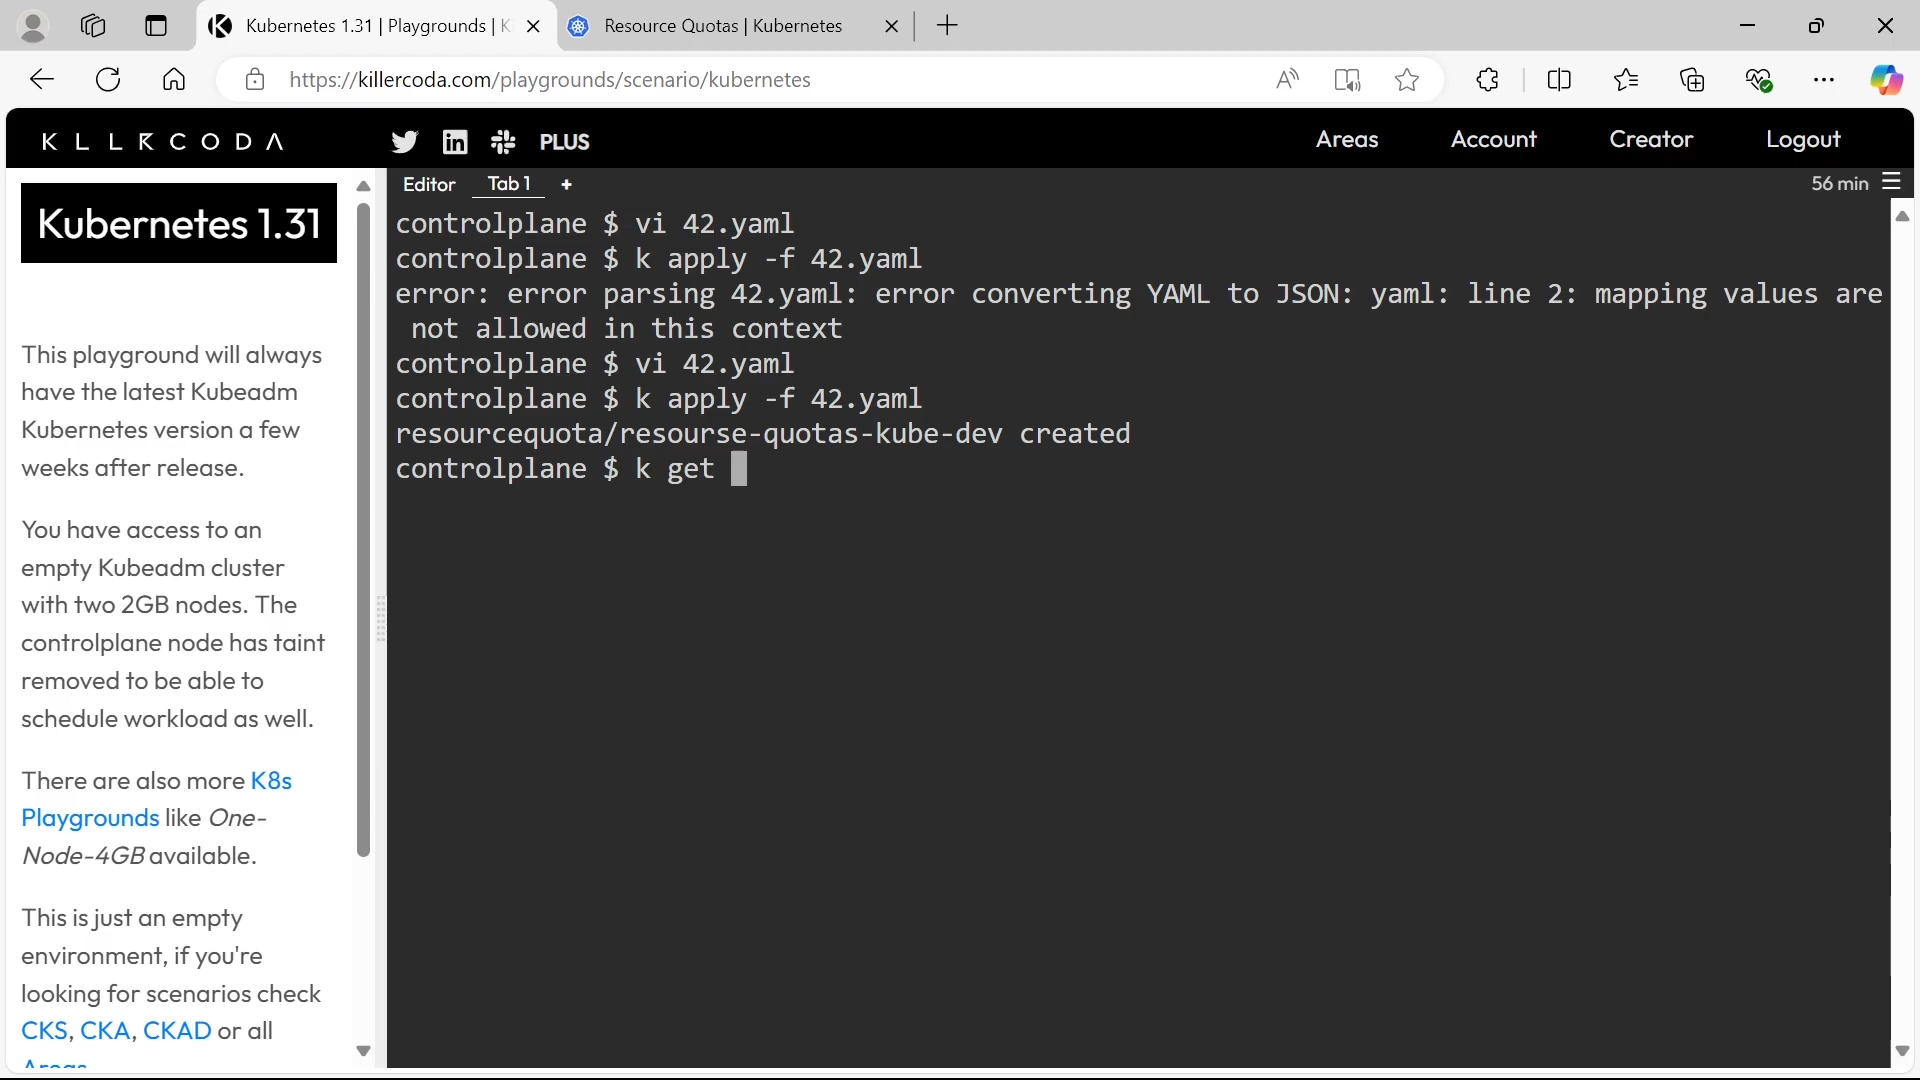 Kubernetes 1.31 | Playgrounds | K
Resource Quotas | Kubernetes
https://killercoda.com/playgrounds/scenario/kubernetes
KLLRCODA
PLUS
Areas
Account
Creator
Logout
Editor
Tab 1
+
56 min
Kubernetes 1.31
This playground will always
have the latest Kubeadm
Kubernetes version a few
weeks after release.
You have access to an
empty Kubeadm cluster
with two 2GB nodes. The
controlplane node has taint
removed to be able to
schedule workload as well.
There are also more K8s
Playgrounds like One-
Node-4GB available.
This is just an empty
environment, if you're
looking for scenarios check
CKS, CKA, CKAD or all
Areas
controlplane $ vi 42.yaml
controlplane $ k apply -f 42.yaml
error: error parsing 42.yaml: error converting YAML to JSON: yaml: line 2: mapping values are
not allowed in this context
controlplane $ vi 42.yaml
controlplane $ k apply -f 42.yaml
resourcequota/resourse-quotas-kube-dev created
controlplane $ k get